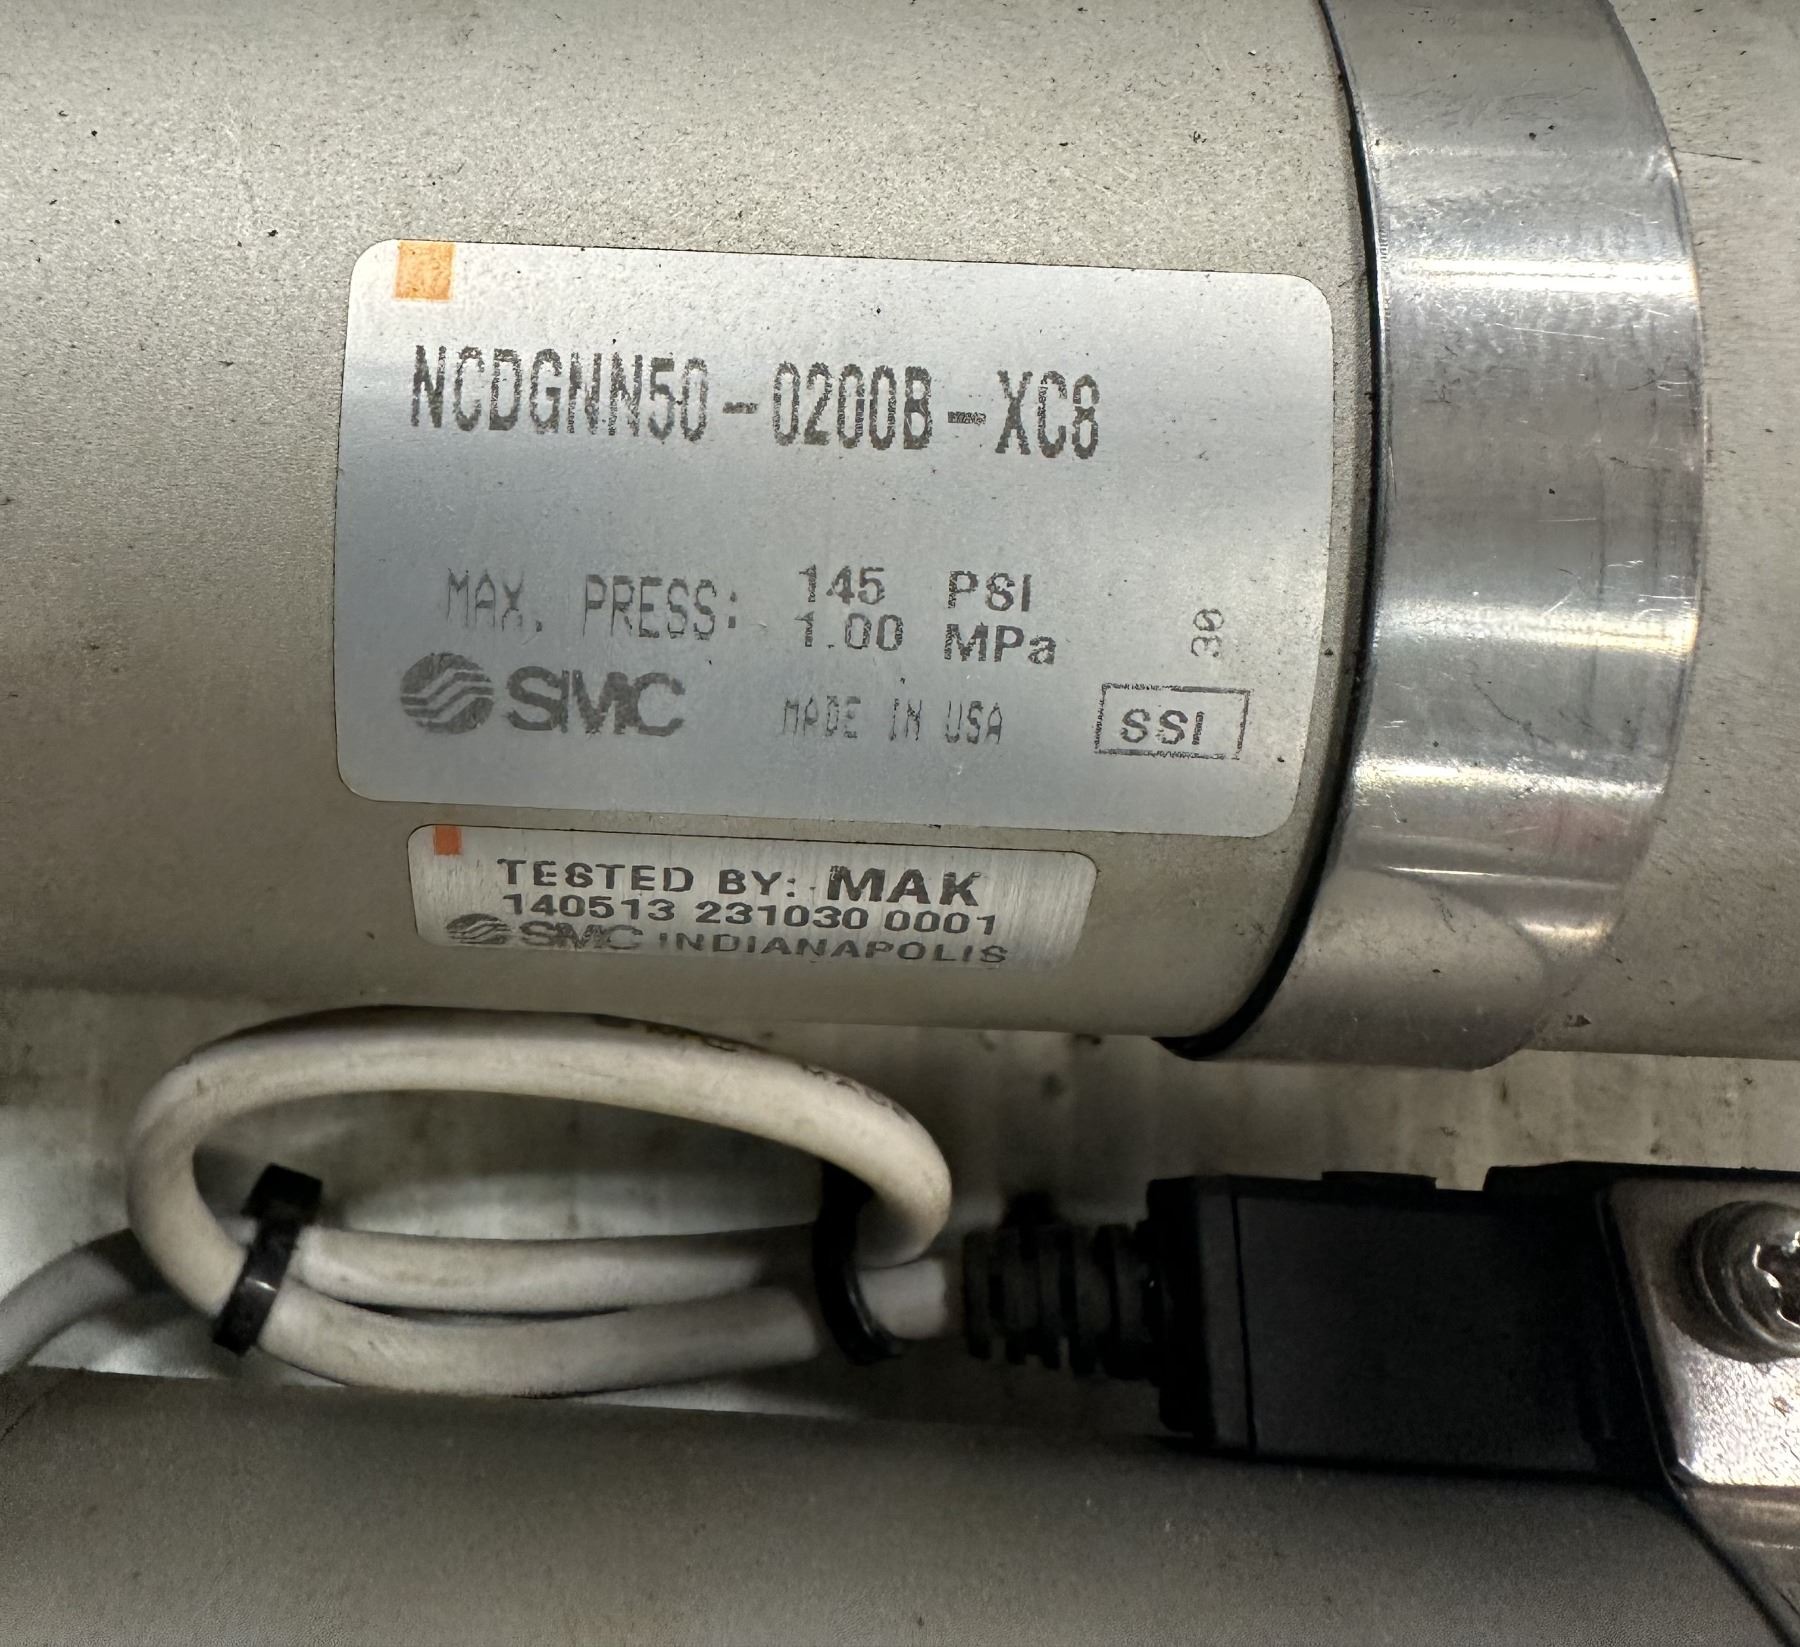 NCDGNN50-0200B-XC8
MAX. PRESS: 145 PSI
1.00 MPa
SMC MADE IN USA
SSI
TESTED BY: MAK
140513 231030 0001
SMC INDIANAPOLIS